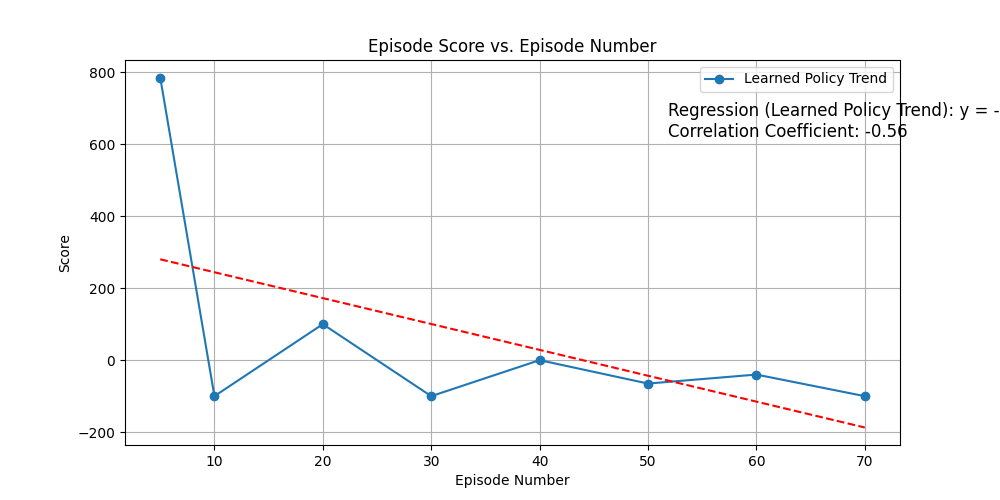 Episode Score vs. Episode Number
Learned Policy Trend
Regression (Learned Policy Trend): y = -
Correlation Coefficient: -0.56
Score
800
600
400
200
0
−200
10 20 30 40 50 60 70
Episode Number